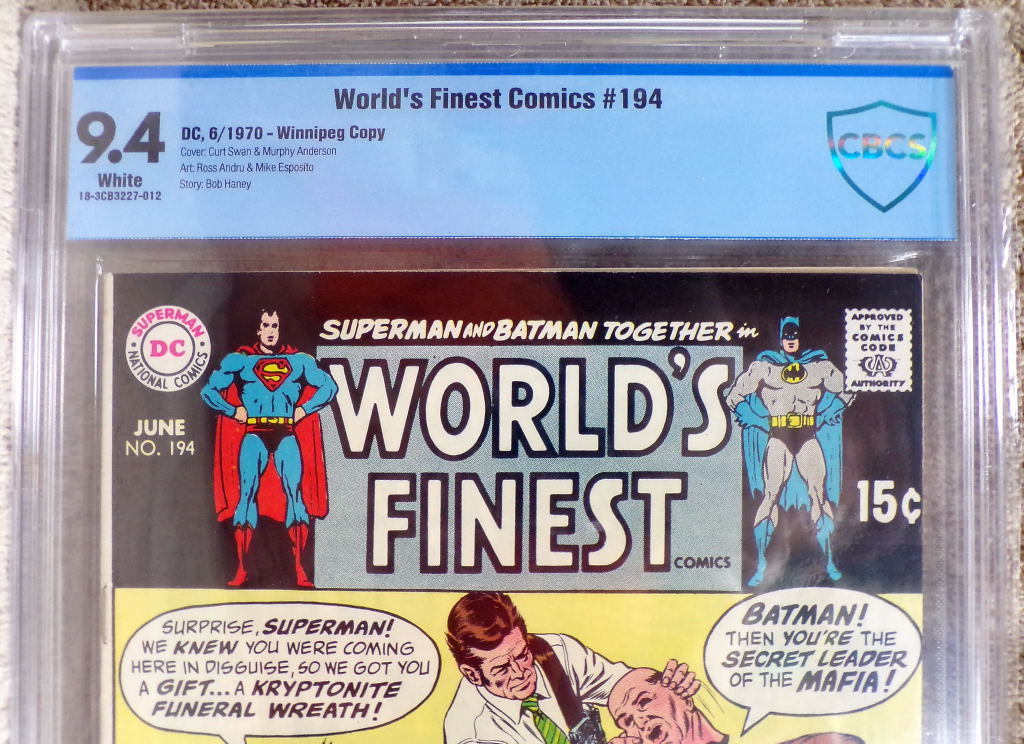 World's Finest Comics #194
9.4
White
18-3CB3227-012
DC, 6/1970 - Winnipeg Copy
Cover: Curt Swan & Murphy Anderson
Art: Ross Andru & Mike Esposito
Story: Bob Haney
CBCS
SUPERMAN
DC
NATIONAL COMICS
JUNE
NO. 194
SUPERMAN AND BATMAN TOGETHER in
WORLD'S
FINEST
COMICS
APPROVED
BY THE
COMICS
CODE
CA
AUTHORITY
15¢
SURPRISE, SUPERMAN!
WE KNEW YOU WERE COMING
HERE IN DISGUISE, SO WE GOT YOU
A GIFT... A KRYPTONITE
FUNERAL WREATH!
BATMAN!
THEN YOU'RE THE
SECRET LEADER
OF THE MAFIA!